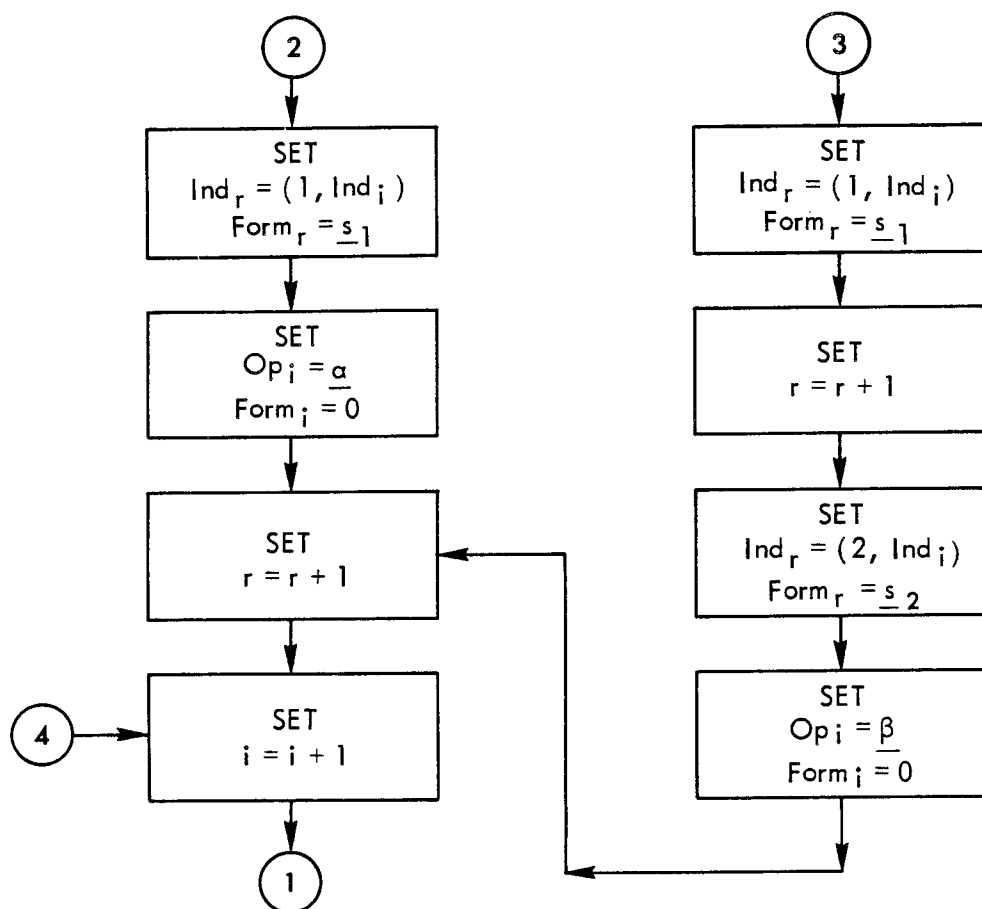 2
SET
Ind_r = (1, Ind_i)
Form_r = s_1
SET
Op_i = α
Form_i = 0
SET
r = r + 1
4
SET
i = i + 1
1
3
SET
Ind_r = (1, Ind_i)
Form_r = s_1
SET
r = r + 1
SET
Ind_r = (2, Ind_i)
Form_r = s_2
SET
Op_i = β
Form_i = 0